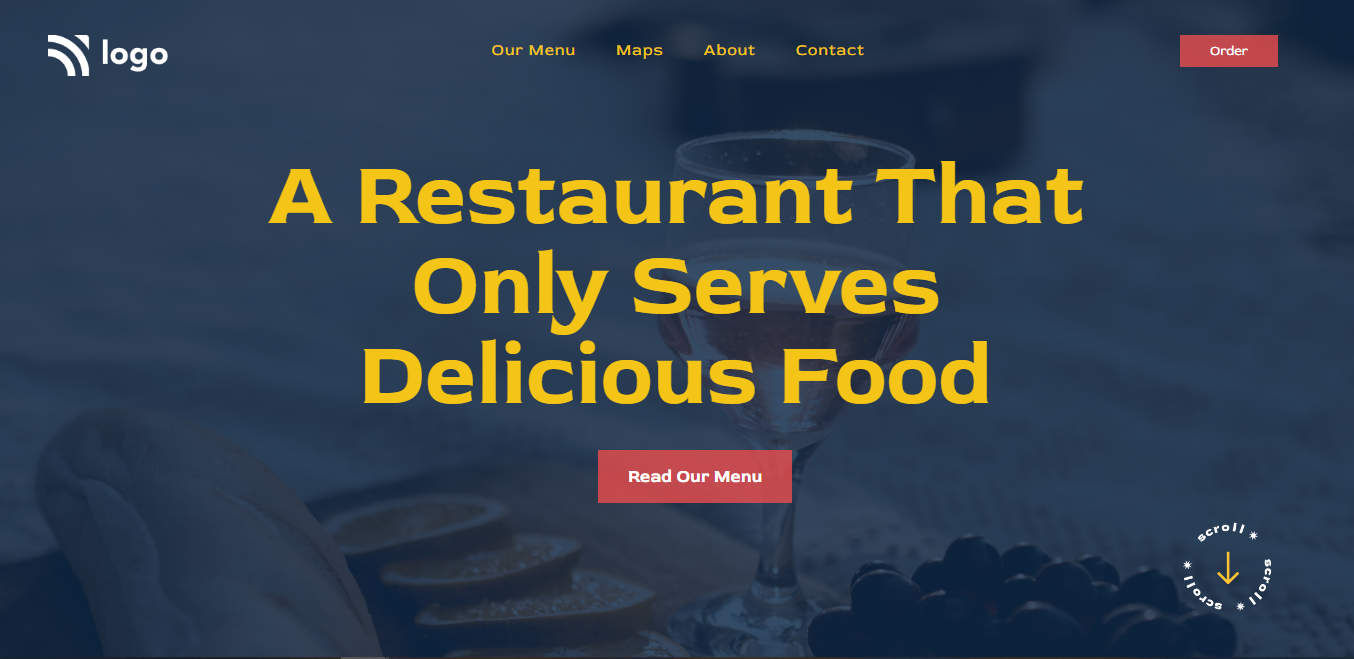 logo
Our Menu Maps About Contact
Order
A Restaurant That
Only Serves
Delicious Food
Read Our Menu
scroll * scroll * scroll *